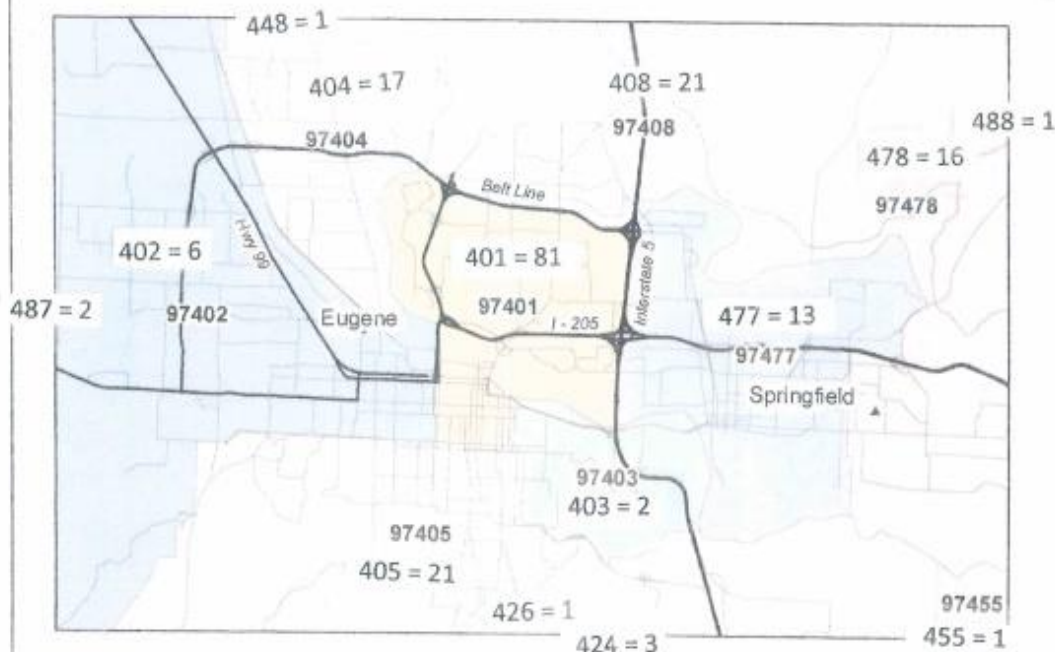 448 = 1
404 = 17
408 = 21
97404
97408
488 = 1
478 = 16
97478
Belt Line
402 = 6
Hwy 99
401 = 81
Interstate 5
487 = 2
97402
Eugene
97401
I - 205
477 = 13
97477
Springfield
97403
403 = 2
97405
405 = 21
426 = 1
97455
424 = 3
455 = 1